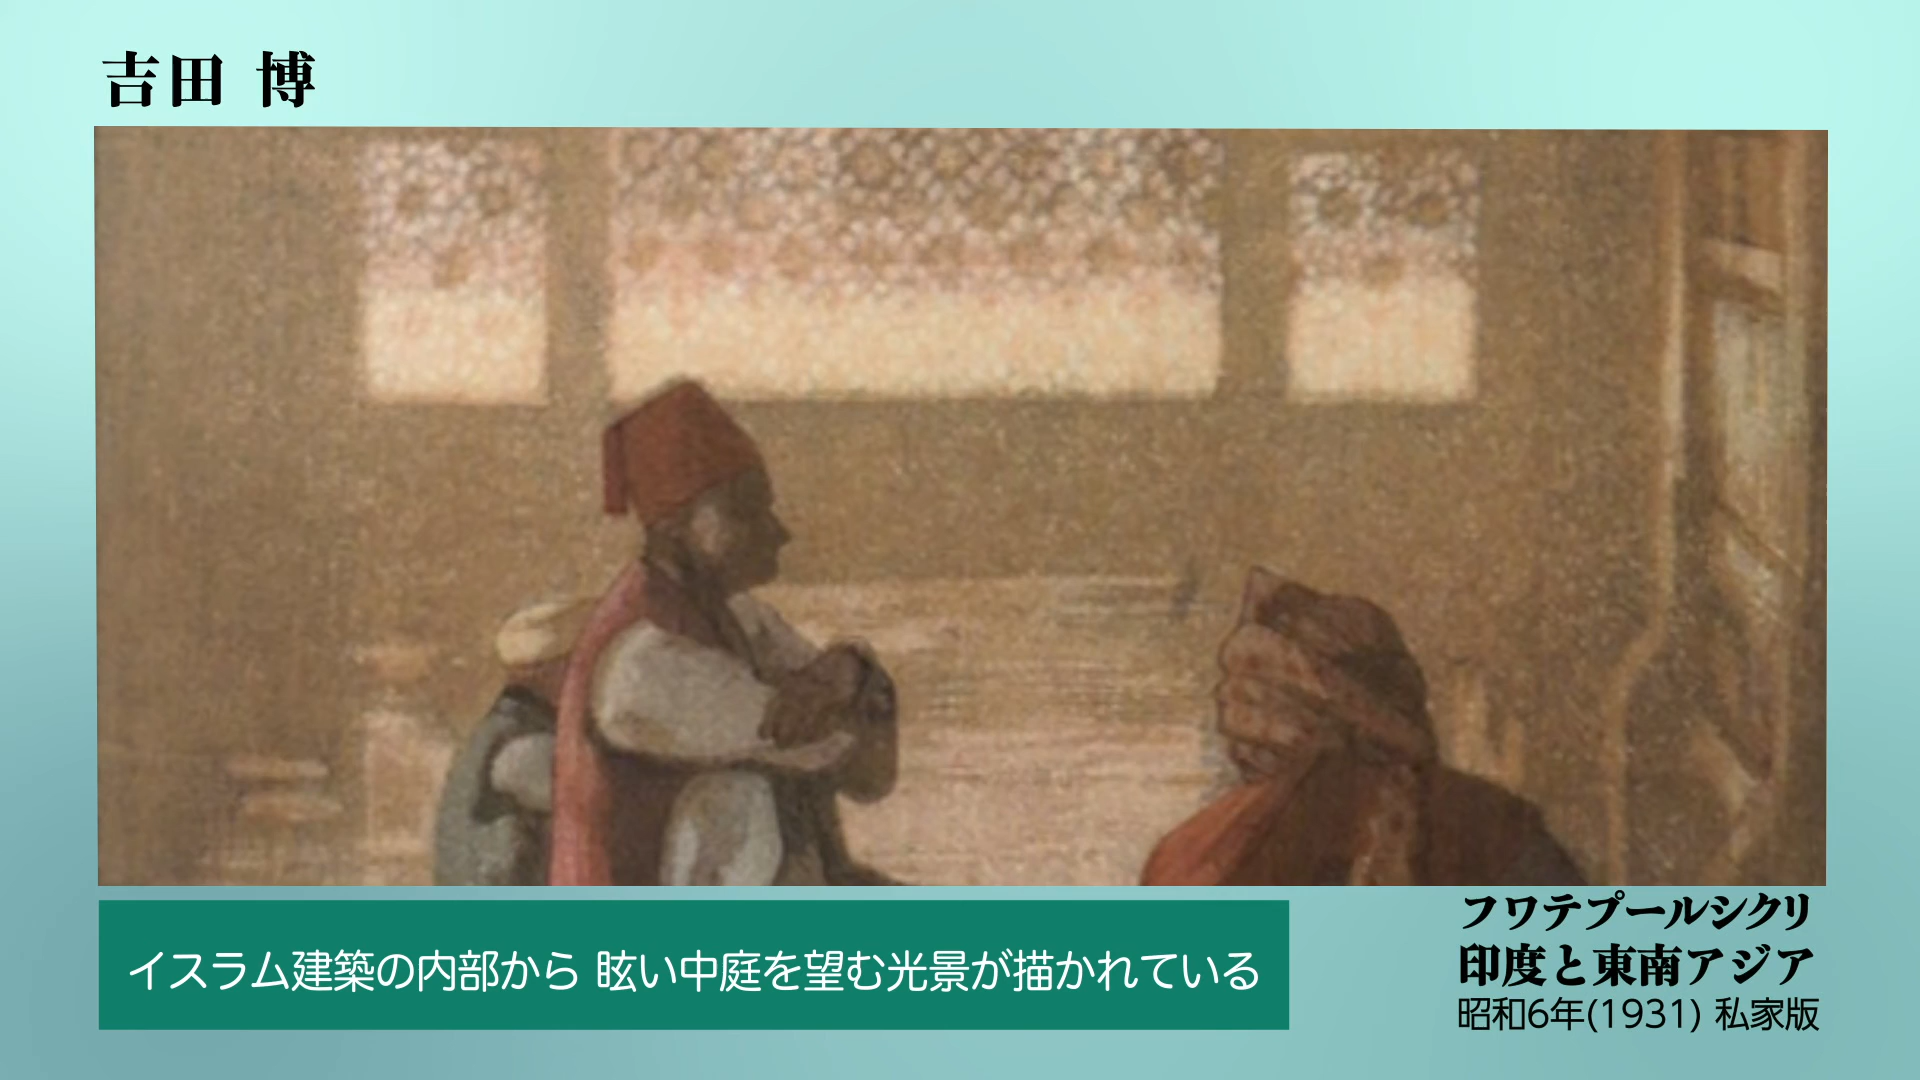 吉田 博
イスラム建築の内部から 眩い中庭を望む光景が描かれている
フワテプールシクリ
印度と東南アジア
昭和6年(1931) 私家版